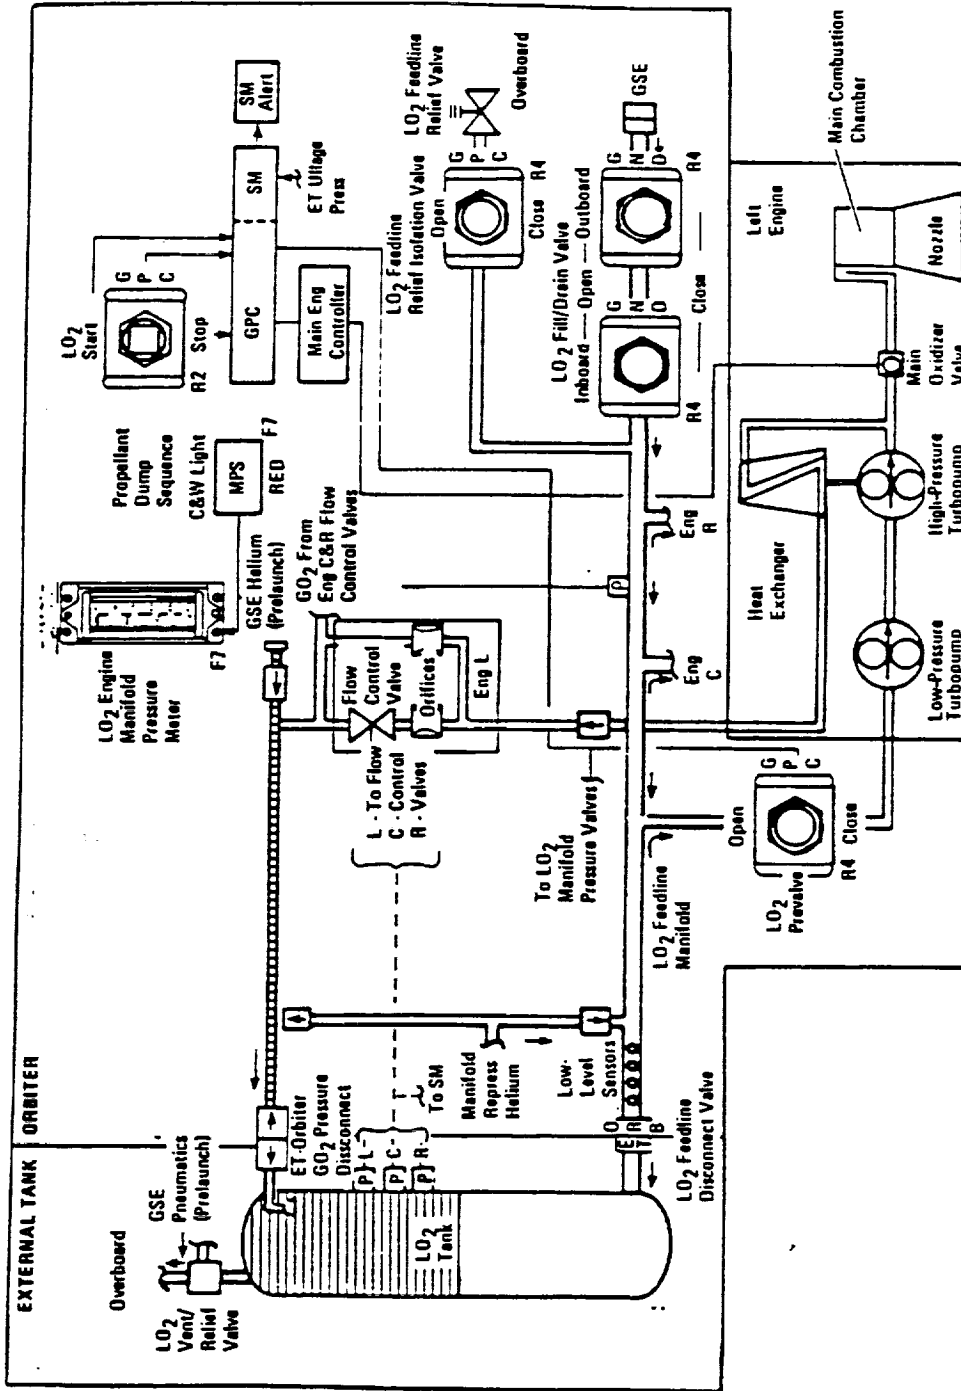 EXTERNAL TANK
ORBITER
Overboard
GSE
Pneumatics
(Prelaunch)
LO2
Vent/
Relief
Valve
LO2
Tank
ET-Orbiter
GO2 Pressure
Disconnect
P
L
P
C
P
R
To SM
Manifold
Repress
Helium
Low-
Level
Sensors
E
T
O
R
B
LO2 Feedline
Disconnect Valve
LO2 Engine
Manifold
Pressure
Meter
F7
GSE Helium
(Prelaunch)
Propellant
Dump
Sequence
C&W Light
MPS
F7
RED
GO2 From
Eng C&R Flow
Control Valves
Flow
Control
Valve
Orifices
Eng L
L - To Flow
C - Control
R - Valves
To LO2
Manifold
Pressure Valves
LO2 Feedline
Manifold
LO2
Start
G
P
C
R2 Stop
GPC
SM
SM
Alert
ET Ullage
Press
Main Eng
Controller
LO2 Feedline
Relief Isolation Valve
Open
G
P
C
Close
R4
LO2 Feedline
Relief Valve
Overboard
LO2 Fill/Drain Valve
Inboard — Open — Outboard
G
N
D
G
N
D
GSE
R4
Close
R4
P
Eng
R
Eng
C
Open
G
P
C
Close
R4
LO2
Prevalve
Left
Engine
Main Combustion
Chamber
Nozzle
Main
Oxidizer
Valve
Heat
Exchanger
High-Pressure
Turbopump
Low-Pressure
Turbopump